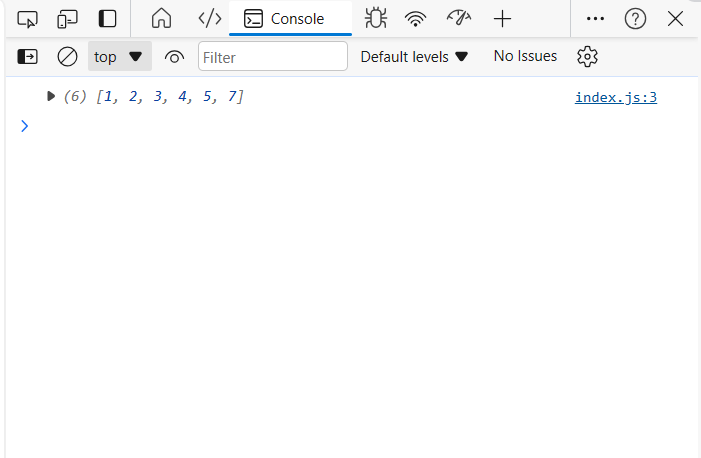 Console
top Filter Default levels No Issues
(6) [1, 2, 3, 4, 5, 7] index.js:3